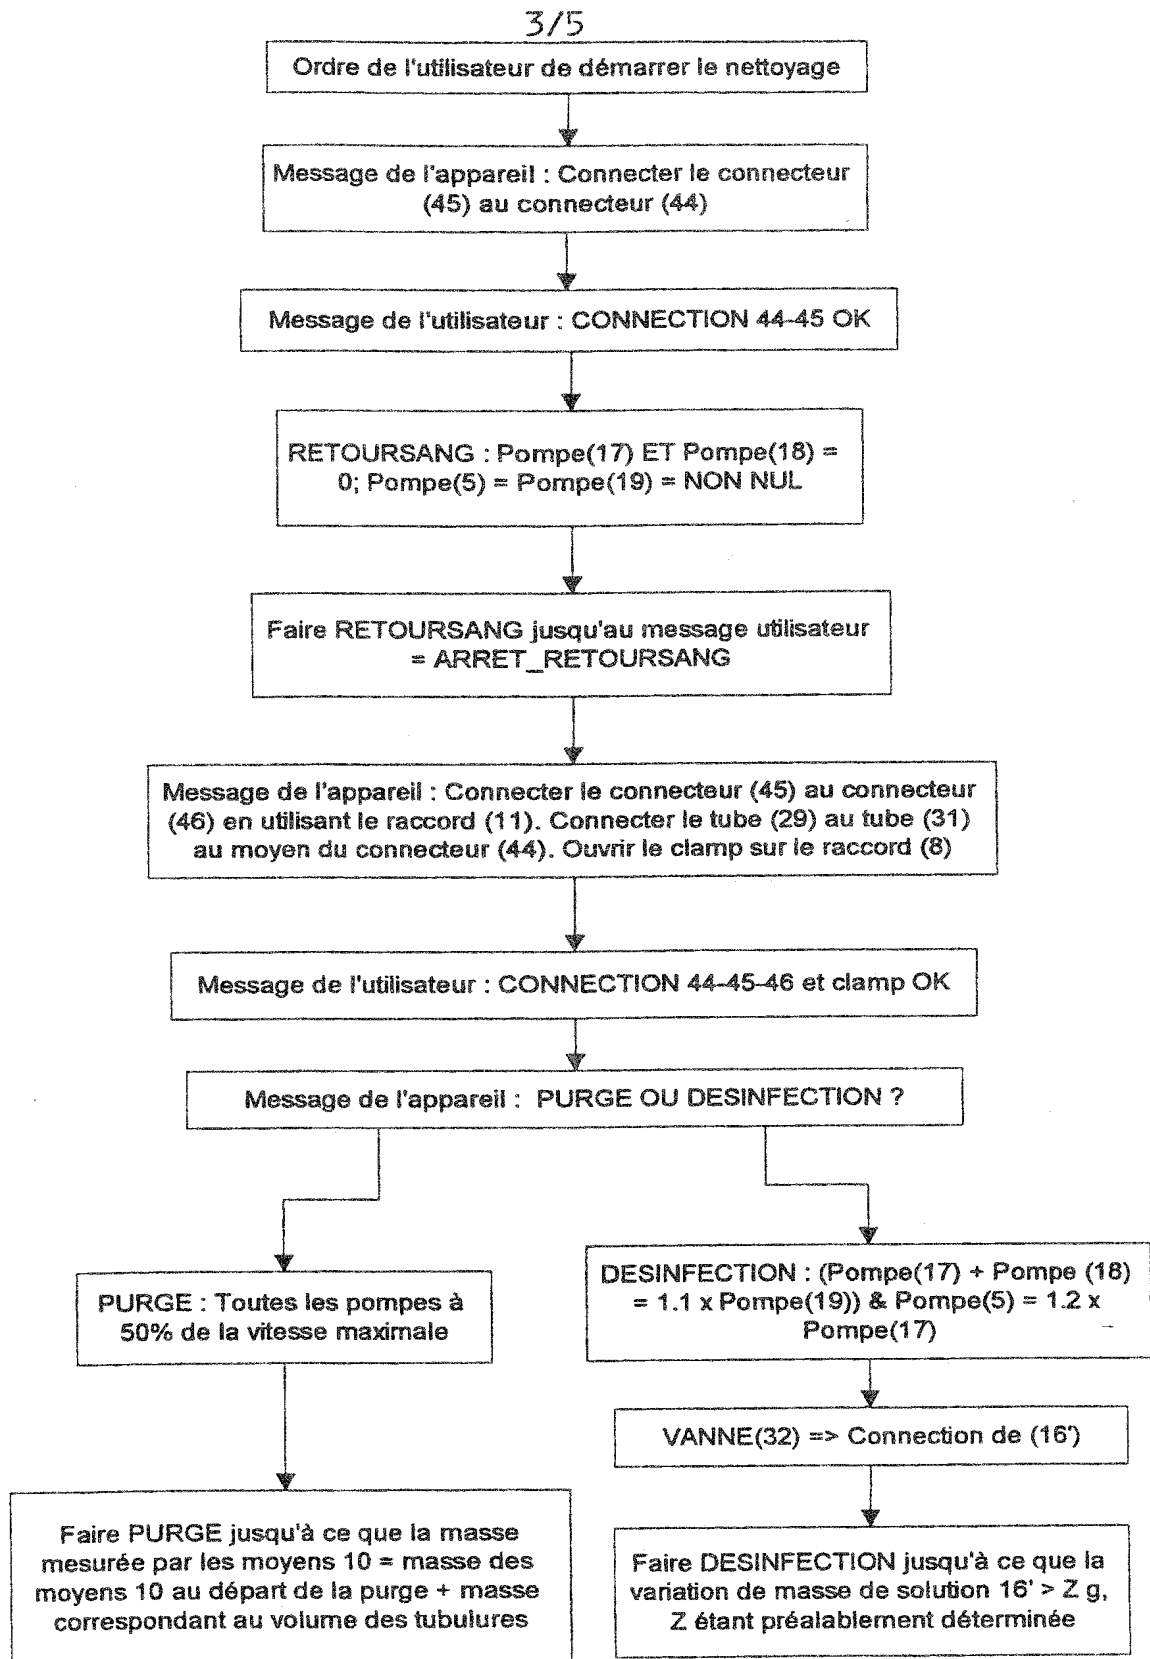 3/5
Ordre de l'utilisateur de démarrer le nettoyage
Message de l'appareil : Connecter le connecteur
(45) au connecteur (44)
Message de l'utilisateur : CONNECTION 44-45 OK
RETOURSANG : Pompe(17) ET Pompe(18) =
0; Pompe(5) = Pompe(19) = NON NUL
Faire RETOURSANG jusqu'au message utilisateur
= ARRET_RETOURSANG
Message de l'appareil : Connecter le connecteur (45) au connecteur
(46) en utilisant le raccord (11). Connecter le tube (29) au tube (31)
au moyen du connecteur (44). Ouvrir le clamp sur le raccord (8)
Message de l'utilisateur : CONNECTION 44-45-46 et clamp OK
Message de l'appareil : PURGE OU DESINFECTION ?
PURGE : Toutes les pompes à
50% de la vitesse maximale
Faire PURGE jusqu'à ce que la masse
mesurée par les moyens 10 = masse des
moyens 10 au départ de la purge + masse
correspondant au volume des tubulures
DESINFECTION : (Pompe(17) + Pompe (18)
= 1.1 x Pompe(19)) & Pompe(5) = 1.2 x
Pompe(17)
VANNE(32) => Connection de (16')
Faire DESINFECTION jusqu'à ce que la
variation de masse de solution 16' > Z g,
Z étant préalablement déterminée